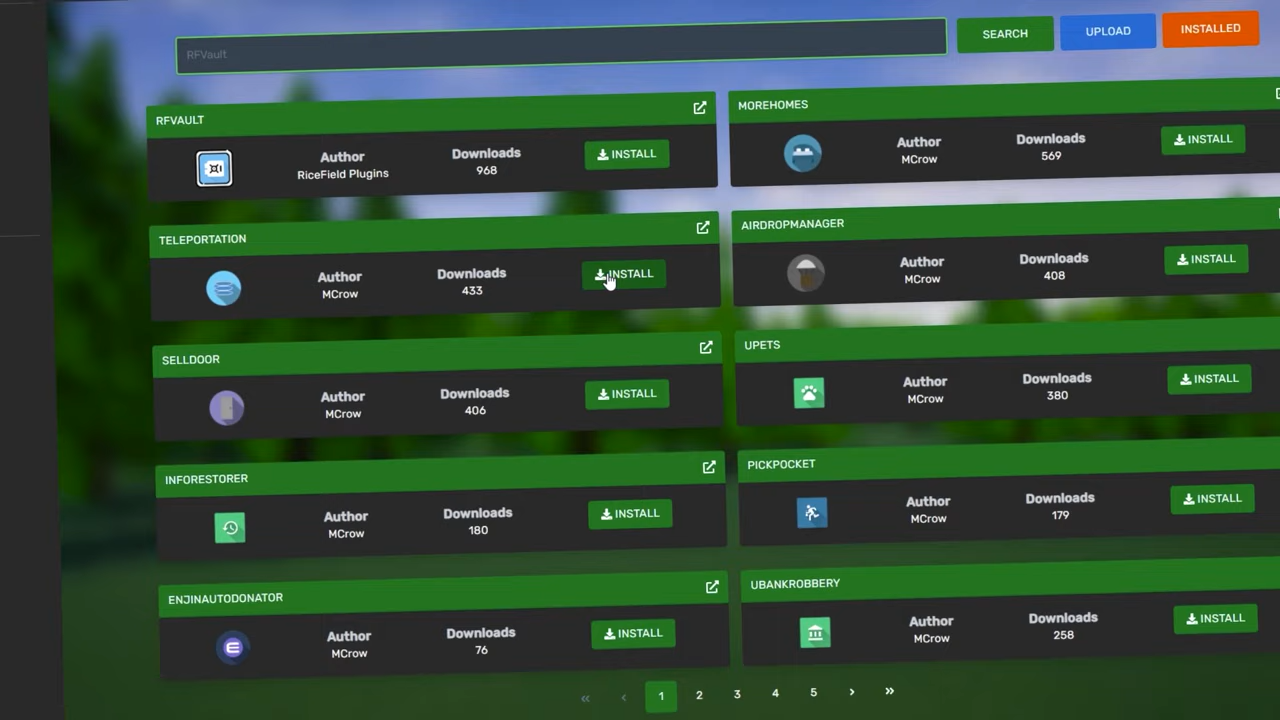 RFVault
SEARCH
UPLOAD
INSTALLED
RFVAULT
Author
RiceField Plugins
Downloads
968
INSTALL
MOREHOMES
Author
MCrow
Downloads
569
INSTALL
TELEPORTATION
Author
MCrow
Downloads
433
INSTALL
AIRDROPMANAGER
Author
MCrow
Downloads
408
INSTALL
SELLDOOR
Author
MCrow
Downloads
406
INSTALL
UPETS
Author
MCrow
Downloads
380
INSTALL
INFORESTORER
Author
MCrow
Downloads
180
INSTALL
PICKPOCKET
Author
MCrow
Downloads
179
INSTALL
ENJINAUTODONATOR
Author
MCrow
Downloads
76
INSTALL
UBANKROBBERY
Author
MCrow
Downloads
258
INSTALL
« ‹ 1 2 3 4 5 › »